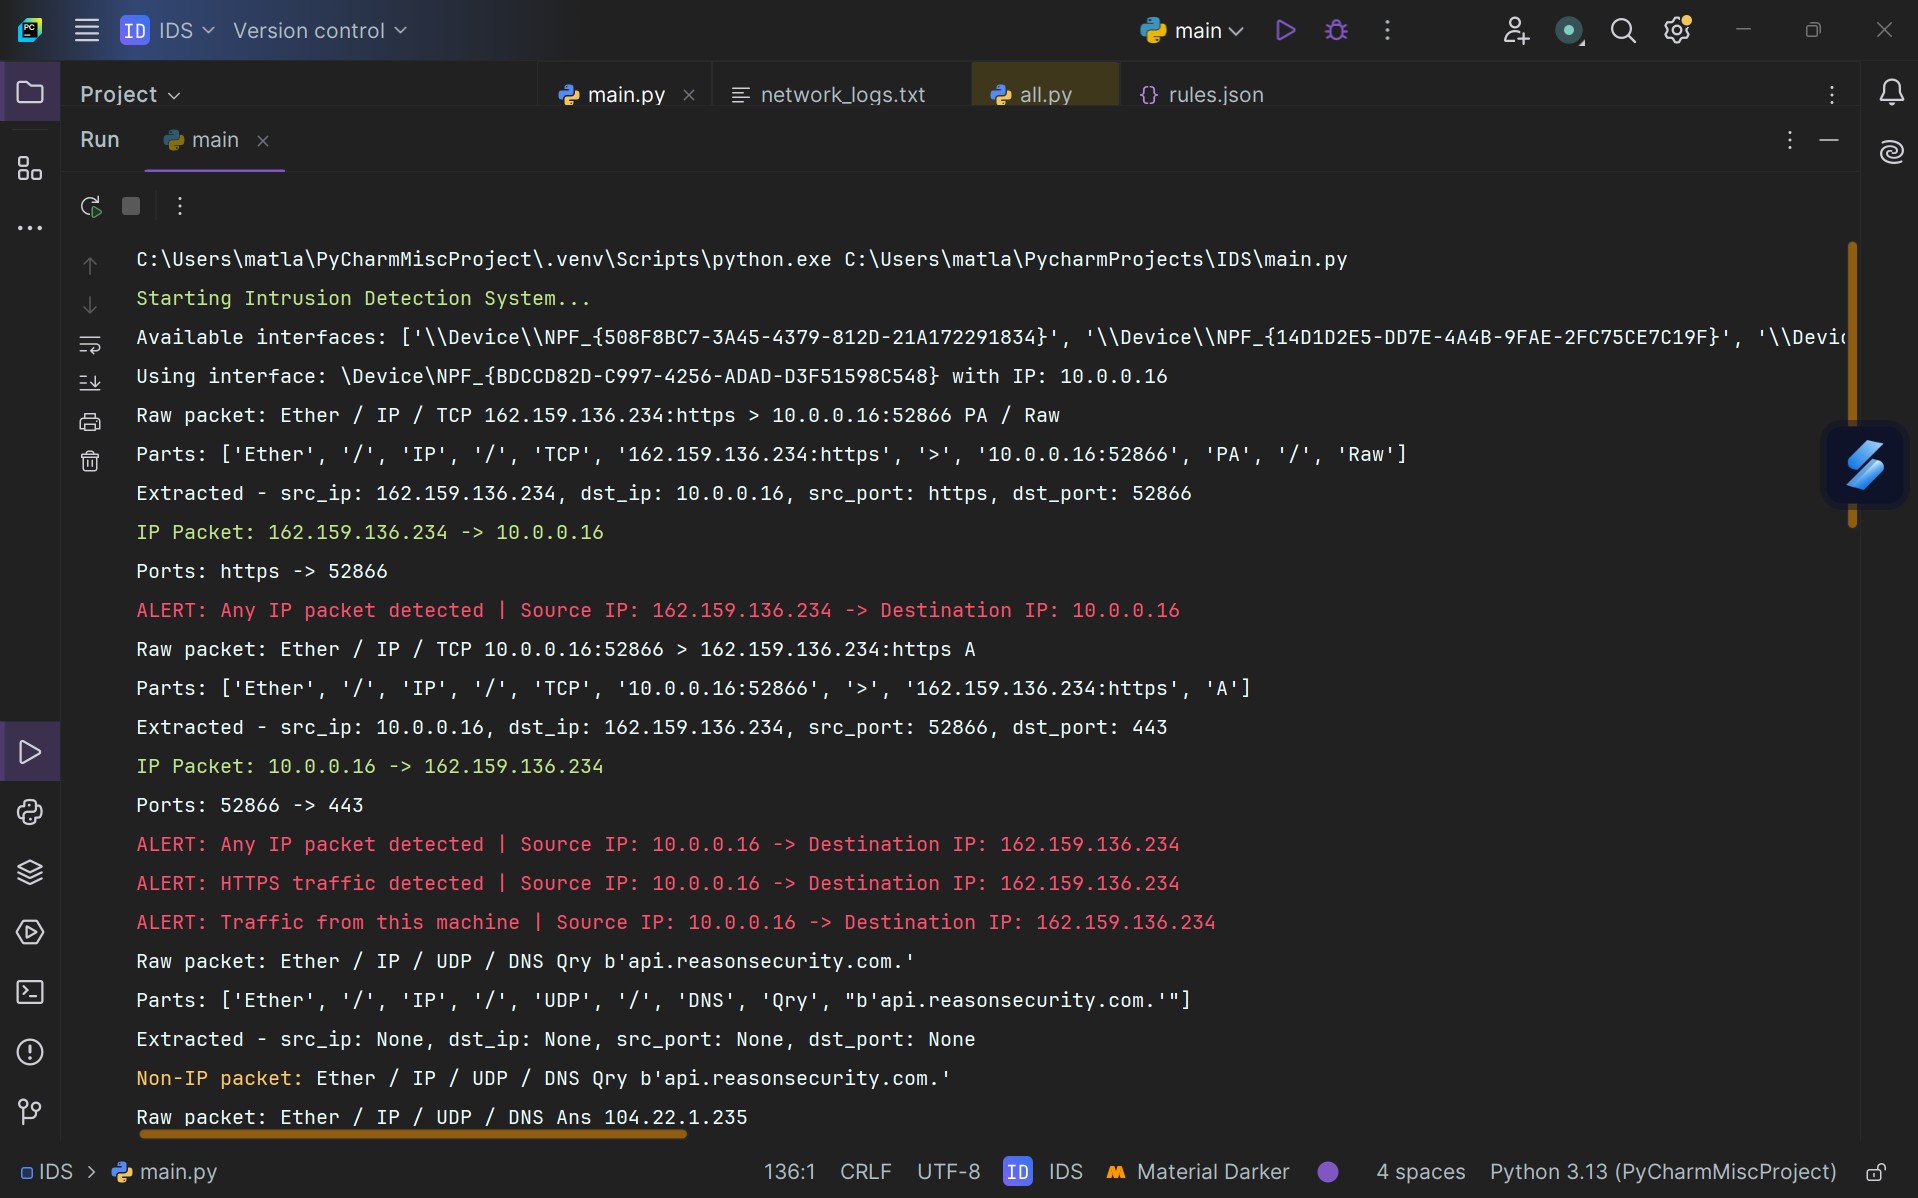 ID IDS Version control main
Project main.py network_logs.txt all.py rules.json
Run main
C:\Users\matla\PyCharmMiscProject\.venv\Scripts\python.exe C:\Users\matla\PycharmProjects\IDS\main.py
Starting Intrusion Detection System...
Available interfaces: ['\\Device\\NPF_{508F8BC7-3A45-4379-812D-21A172291834}', '\\Device\\NPF_{14D1D2E5-DD7E-4A4B-9FAE-2FC75CE7C19F}', '\\Devic
Using interface: \Device\NPF_{BDCCD82D-C997-4256-ADAD-D3F51598C548} with IP: 10.0.0.16
Raw packet: Ether / IP / TCP 162.159.136.234:https > 10.0.0.16:52866 PA / Raw
Parts: ['Ether', '/', 'IP', '/', 'TCP', '162.159.136.234:https', '>', '10.0.0.16:52866', 'PA', '/', 'Raw']
Extracted - src_ip: 162.159.136.234, dst_ip: 10.0.0.16, src_port: https, dst_port: 52866
IP Packet: 162.159.136.234 -> 10.0.0.16
Ports: https -> 52866
ALERT: Any IP packet detected | Source IP: 162.159.136.234 -> Destination IP: 10.0.0.16
Raw packet: Ether / IP / TCP 10.0.0.16:52866 > 162.159.136.234:https A
Parts: ['Ether', '/', 'IP', '/', 'TCP', '10.0.0.16:52866', '>', '162.159.136.234:https', 'A']
Extracted - src_ip: 10.0.0.16, dst_ip: 162.159.136.234, src_port: 52866, dst_port: 443
IP Packet: 10.0.0.16 -> 162.159.136.234
Ports: 52866 -> 443
ALERT: Any IP packet detected | Source IP: 10.0.0.16 -> Destination IP: 162.159.136.234
ALERT: HTTPS traffic detected | Source IP: 10.0.0.16 -> Destination IP: 162.159.136.234
ALERT: Traffic from this machine | Source IP: 10.0.0.16 -> Destination IP: 162.159.136.234
Raw packet: Ether / IP / UDP / DNS Qry b'api.reasonsecurity.com.'
Parts: ['Ether', '/', 'IP', '/', 'UDP', '/', 'DNS', 'Qry', "b'api.reasonsecurity.com.'"]
Extracted - src_ip: None, dst_ip: None, src_port: None, dst_port: None
Non-IP packet: Ether / IP / UDP / DNS Qry b'api.reasonsecurity.com.'
Raw packet: Ether / IP / UDP / DNS Ans 104.22.1.235
IDS > main.py 136:1 CRLF UTF-8 ID IDS Material Darker 4 spaces Python 3.13 (PyCharmMiscProject)